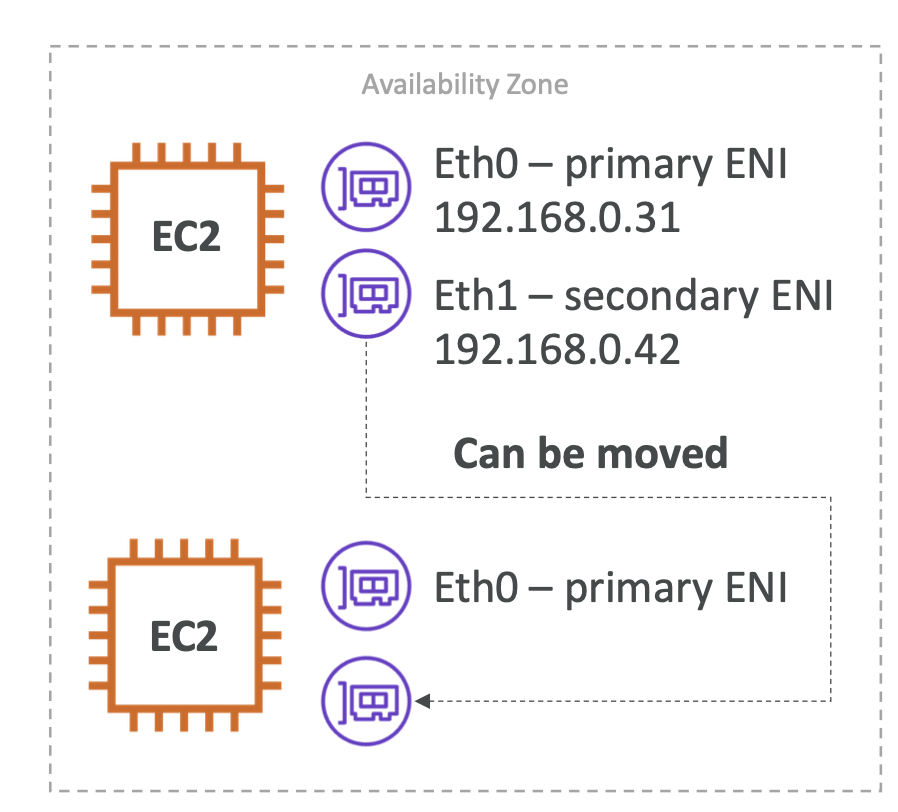 Availability Zone
EC2
Eth0 – primary ENI
192.168.0.31
Eth1 – secondary ENI
192.168.0.42
Can be moved
EC2
Eth0 – primary ENI